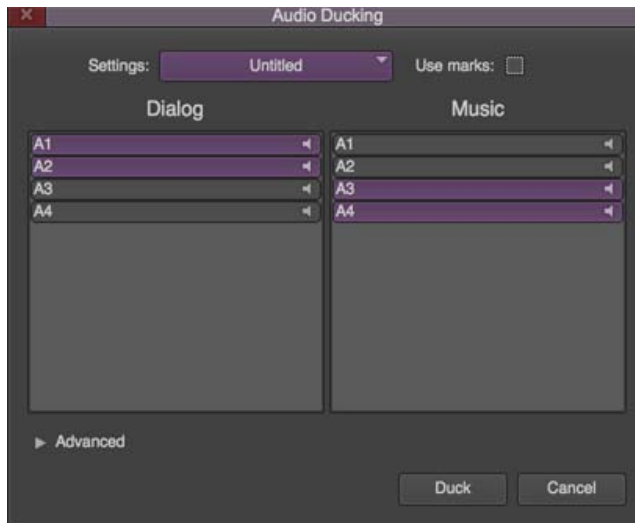 Audio Ducking
Settings: Untitled Use marks:
Dialog Music
A1 A1
A2 A2
A3 A3
A4 A4
Advanced
Duck Cancel